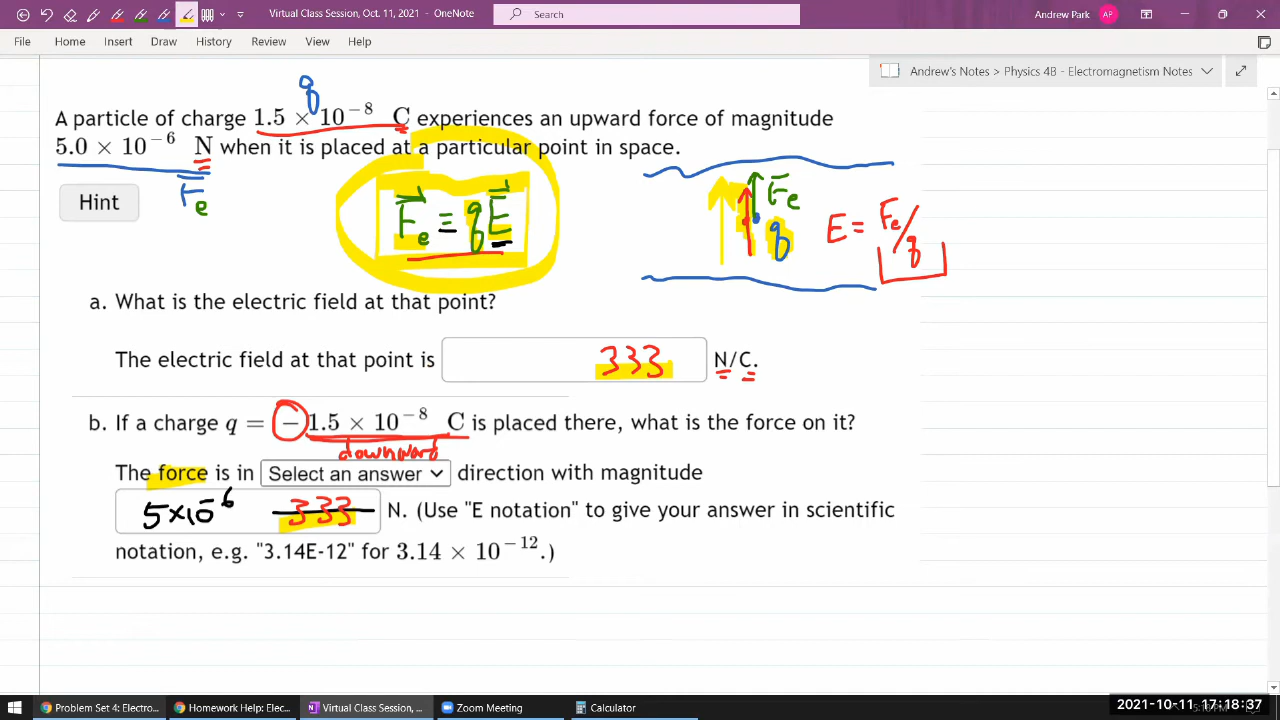 Virtual Class Session, Oct. 11, 2021 - OneNote
Search
Andrew Park
AP
File Home Insert Draw History Review View Help
Andrew's Notes › Physics 4B - Electromagnetism Notes
q
A particle of charge 1.5 × 10⁻⁸ C experiences an upward force of magnitude
5.0 × 10⁻⁶ N when it is placed at a particular point in space.
Fe
Hint
F⃗e = qE⃗
F⃗e
q
E = Fe/q
a. What is the electric field at that point?
The electric field at that point is 333 N/C.
b. If a charge q = −1.5 × 10⁻⁸ C is placed there, what is the force on it?
downward
The force is in Select an answer direction with magnitude
5×10⁻⁶ 333 N. (Use "E notation" to give your answer in scientific
notation, e.g. "3.14E-12" for 3.14 × 10⁻¹².)
Problem Set 4: Electro...
Homework Help: Elec...
Virtual Class Session,...
Zoom Meeting
Calculator
2021-10-11 17:18:37